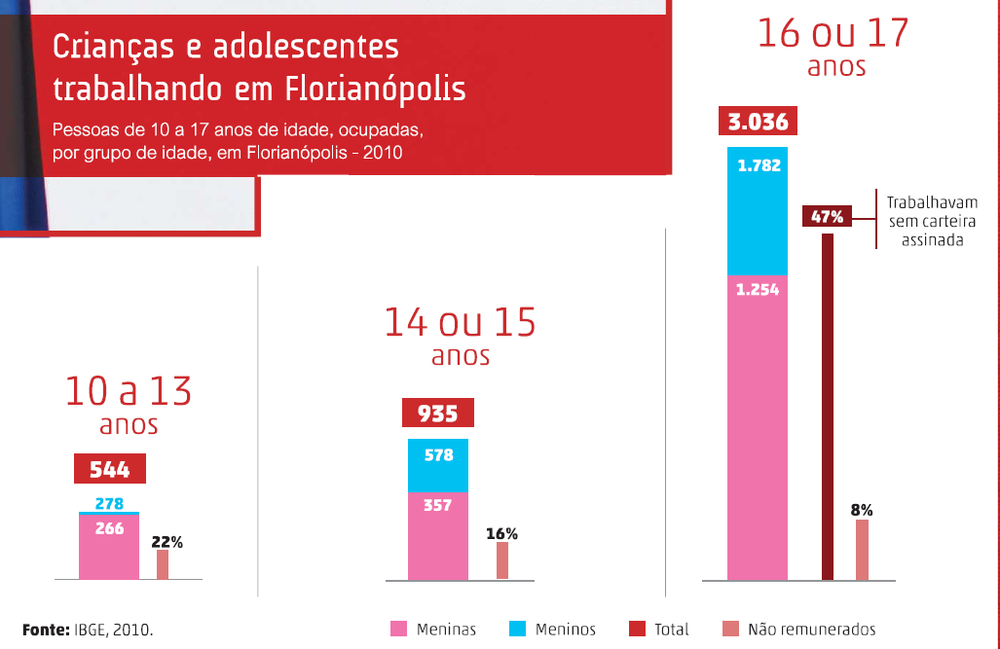 Crianças e adolescentes
trabalhando em Florianópolis
Pessoas de 10 a 17 anos de idade, ocupadas,
por grupo de idade, em Florianópolis - 2010
10 a 13
anos
544
278
266
22%
14 ou 15
anos
935
578
357
16%
16 ou 17
anos
3.036
1.782
1.254
47%
Trabalhavam
sem carteira
assinada
8%
Fonte: IBGE, 2010.
Meninas
Meninos
Total
Não remunerados